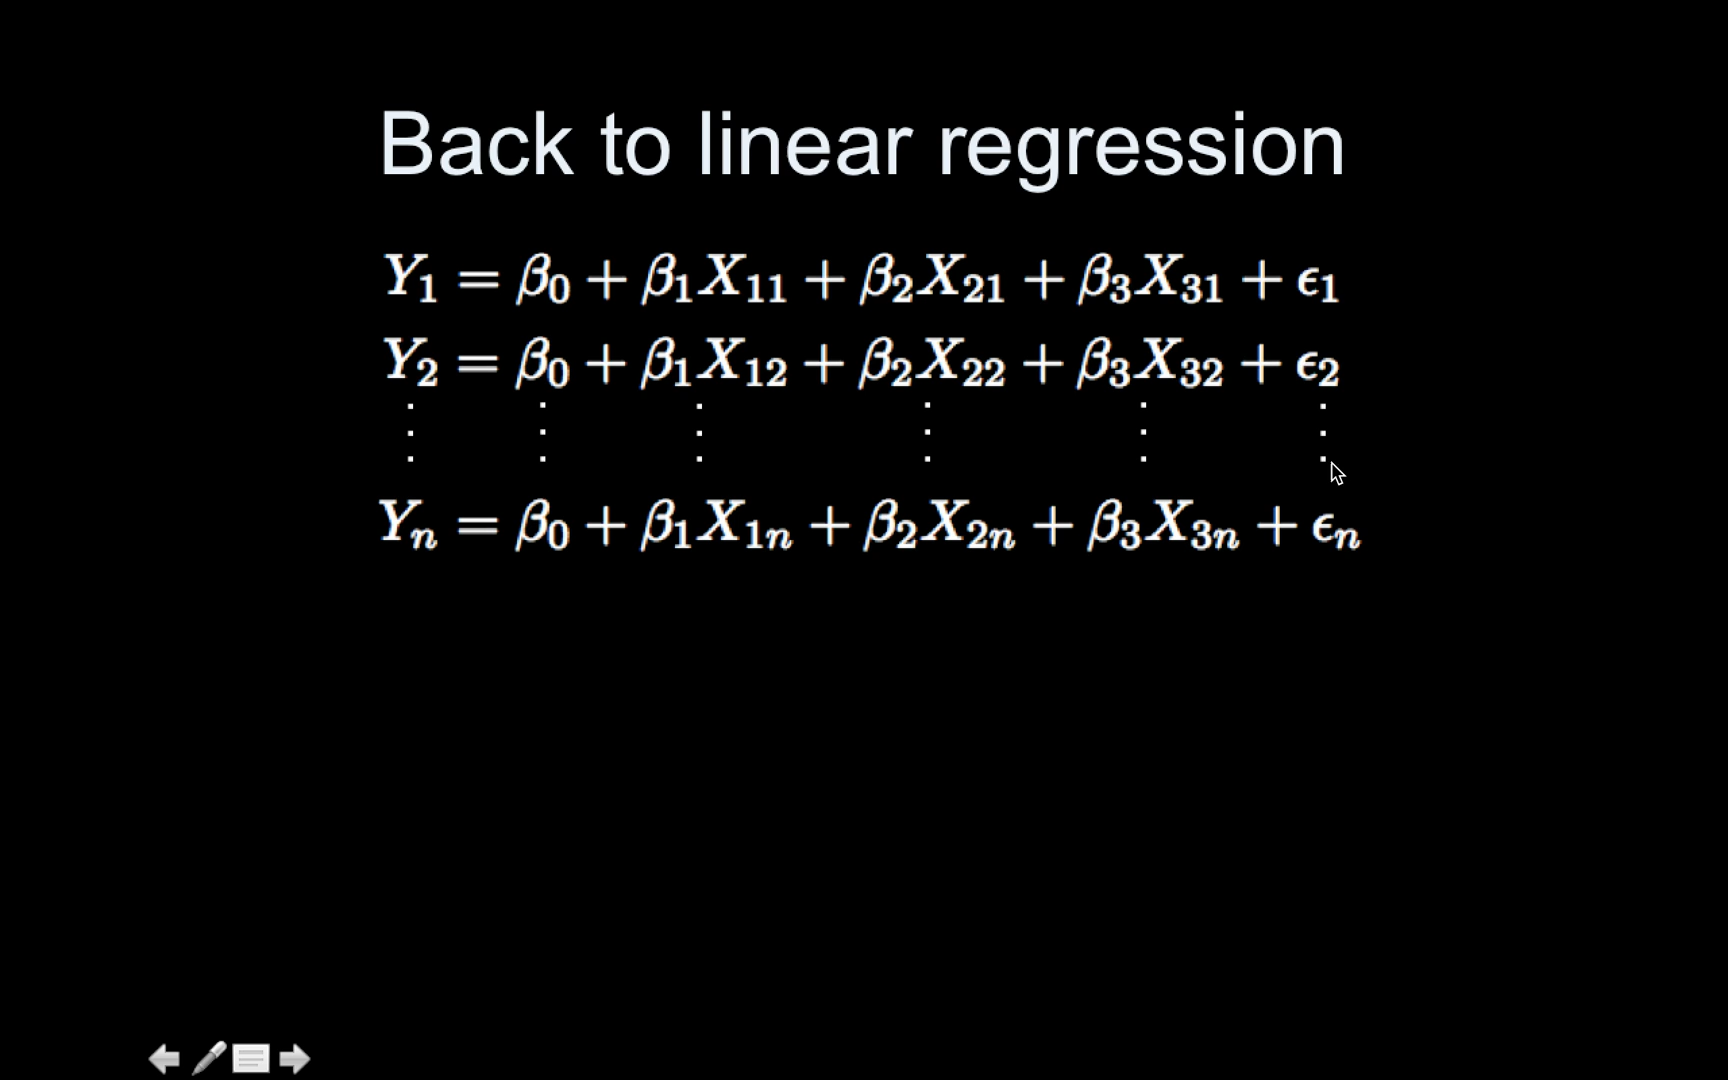 Back to linear regression
Y₁ = β₀ + β₁X₁₁ + β₂X₂₁ + β₃X₃₁ + ϵ₁
Y₂ = β₀ + β₁X₁₂ + β₂X₂₂ + β₃X₃₂ + ϵ₂
⋮ ⋮ ⋮ ⋮ ⋮ ⋮
Yₙ = β₀ + β₁X₁ₙ + β₂X₂ₙ + β₃X₃ₙ + ϵₙ